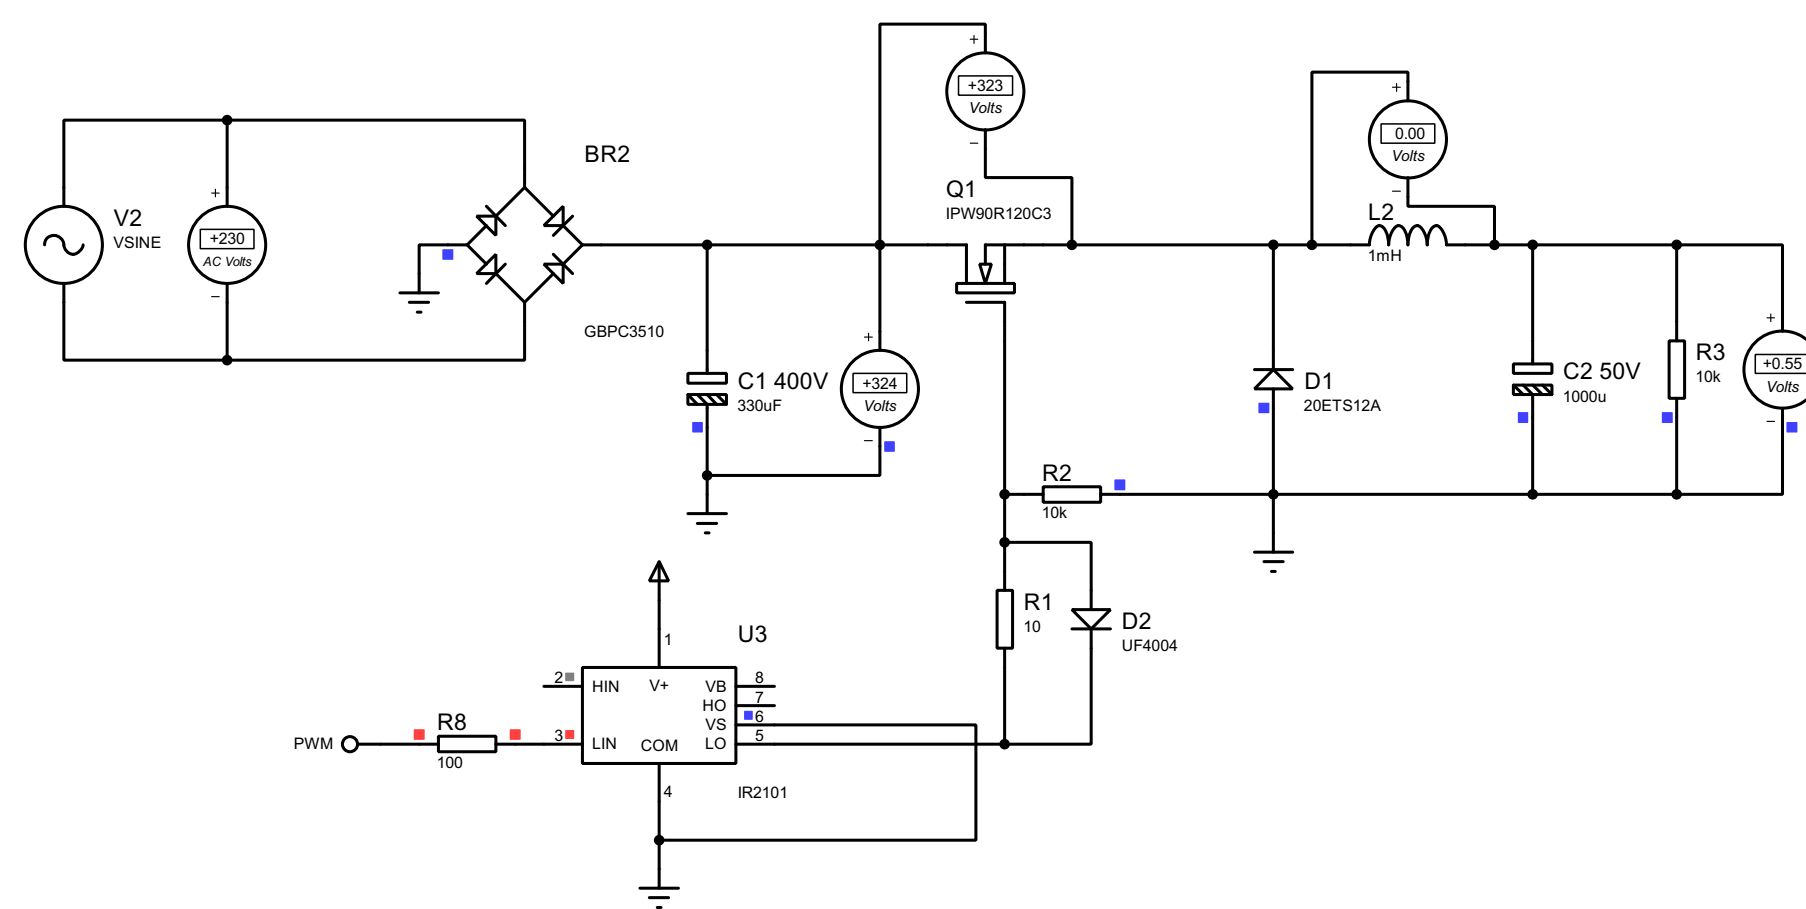 +
+323
Volts
−
+
0.00
Volts
−
BR2
Q1
IPW90R120C3
L2
1mH
V2
VSINE
+
+230
AC Volts
−
GBPC3510
C1 400V
330uF
+
+324
Volts
−
D1
20ETS12A
C2 50V
1000u
R3
10k
+
+0.55
Volts
−
R2
10k
R1
10
D2
UF4004
U3
1
2
HIN
V+
VB
8
HO
7
VS
6
PWM
R8
100
3
LIN
COM
LO
5
4
IR2101